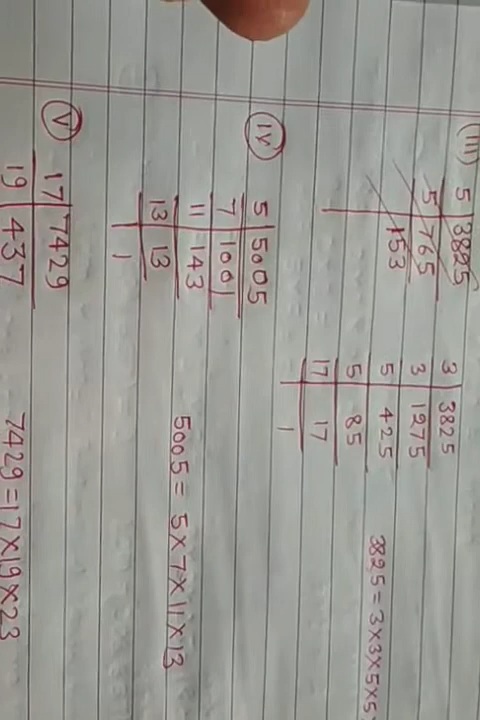 (iii) 5 3825
5 765
153
3 3825
3 1275
5 425
5 85
17 17
1
3825 = 3×3×5×5
(iv) 5 5005
7 1001
11 143
13 13
1
5005 = 5×7×11×13
(v) 17 7429
19 437
7429 = 17×19×23